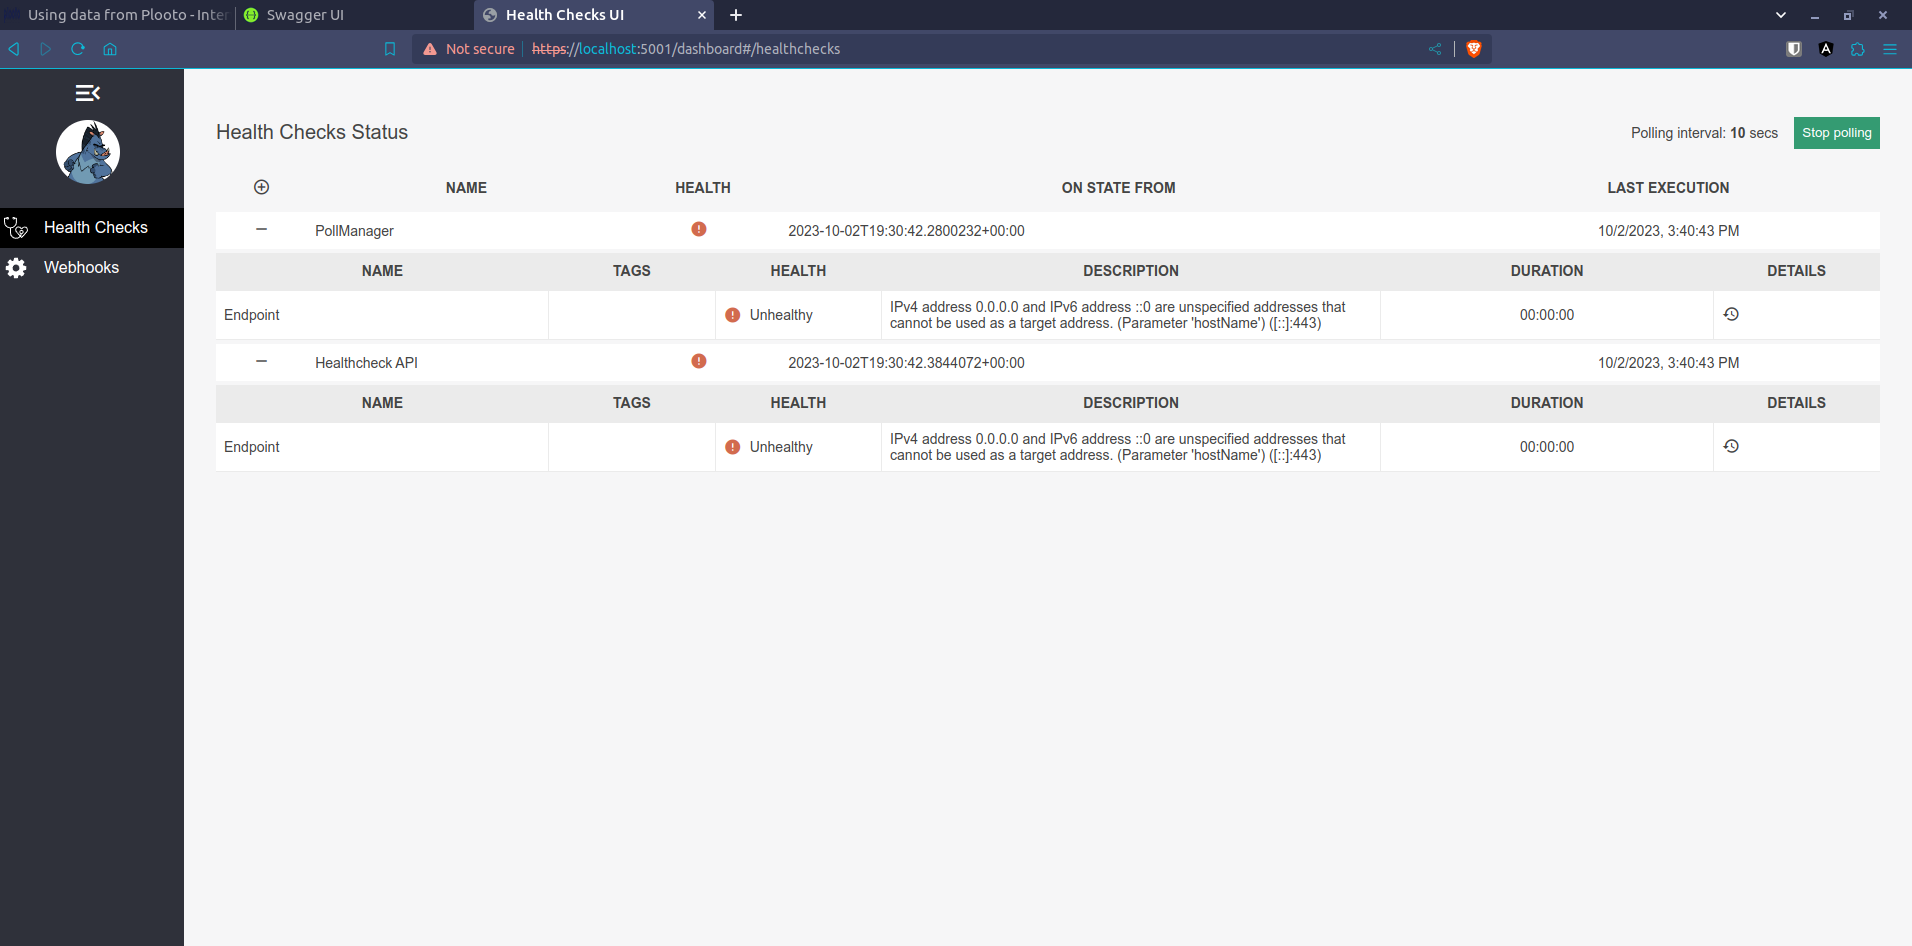 Using data from Plooto - Inter
Swagger UI
Health Checks UI
Not secure
https://localhost:5001/dashboard#/healthchecks
Health Checks
Webhooks
Health Checks Status
Polling interval: 10 secs
Stop polling
NAME HEALTH ON STATE FROM LAST EXECUTION
PollManager 2023-10-02T19:30:42.2800232+00:00 10/2/2023, 3:40:43 PM
NAME TAGS HEALTH DESCRIPTION DURATION DETAILS
Endpoint Unhealthy IPv4 address 0.0.0.0 and IPv6 address ::0 are unspecified addresses that
cannot be used as a target address. (Parameter 'hostName') ([::]:443) 00:00:00
Healthcheck API 2023-10-02T19:30:42.3844072+00:00 10/2/2023, 3:40:43 PM
NAME TAGS HEALTH DESCRIPTION DURATION DETAILS
Endpoint Unhealthy IPv4 address 0.0.0.0 and IPv6 address ::0 are unspecified addresses that
cannot be used as a target address. (Parameter 'hostName') ([::]:443) 00:00:00